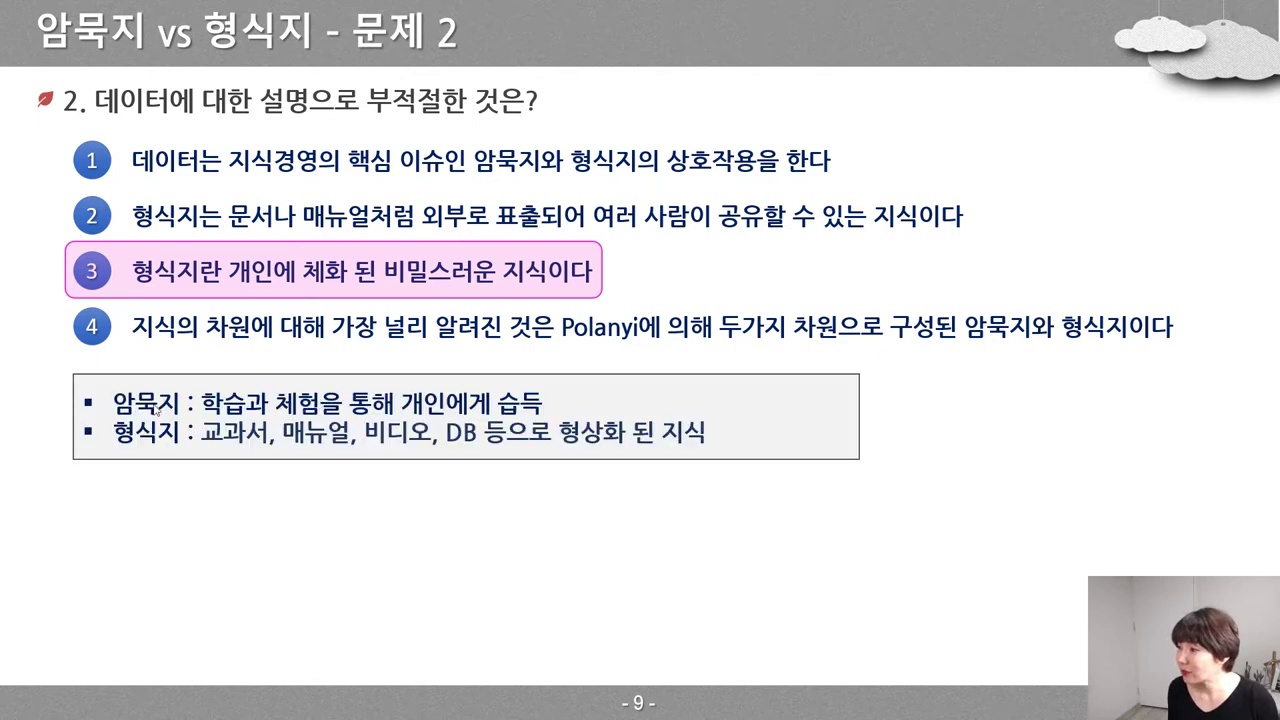 암묵지 vs 형식지 - 문제 2
2. 데이터에 대한 설명으로 부적절한 것은?
1 데이터는 지식경영의 핵심 이슈인 암묵지와 형식지의 상호작용을 한다
2 형식지는 문서나 매뉴얼처럼 외부로 표출되어 여러 사람이 공유할 수 있는 지식이다
3 형식지란 개인에 체화 된 비밀스러운 지식이다
4 지식의 차원에 대해 가장 널리 알려진 것은 Polanyi에 의해 두가지 차원으로 구성된 암묵지와 형식지이다
▪ 암묵지 : 학습과 체험을 통해 개인에게 습득
▪ 형식지 : 교과서, 매뉴얼, 비디오, DB 등으로 형상화 된 지식
- 9 -